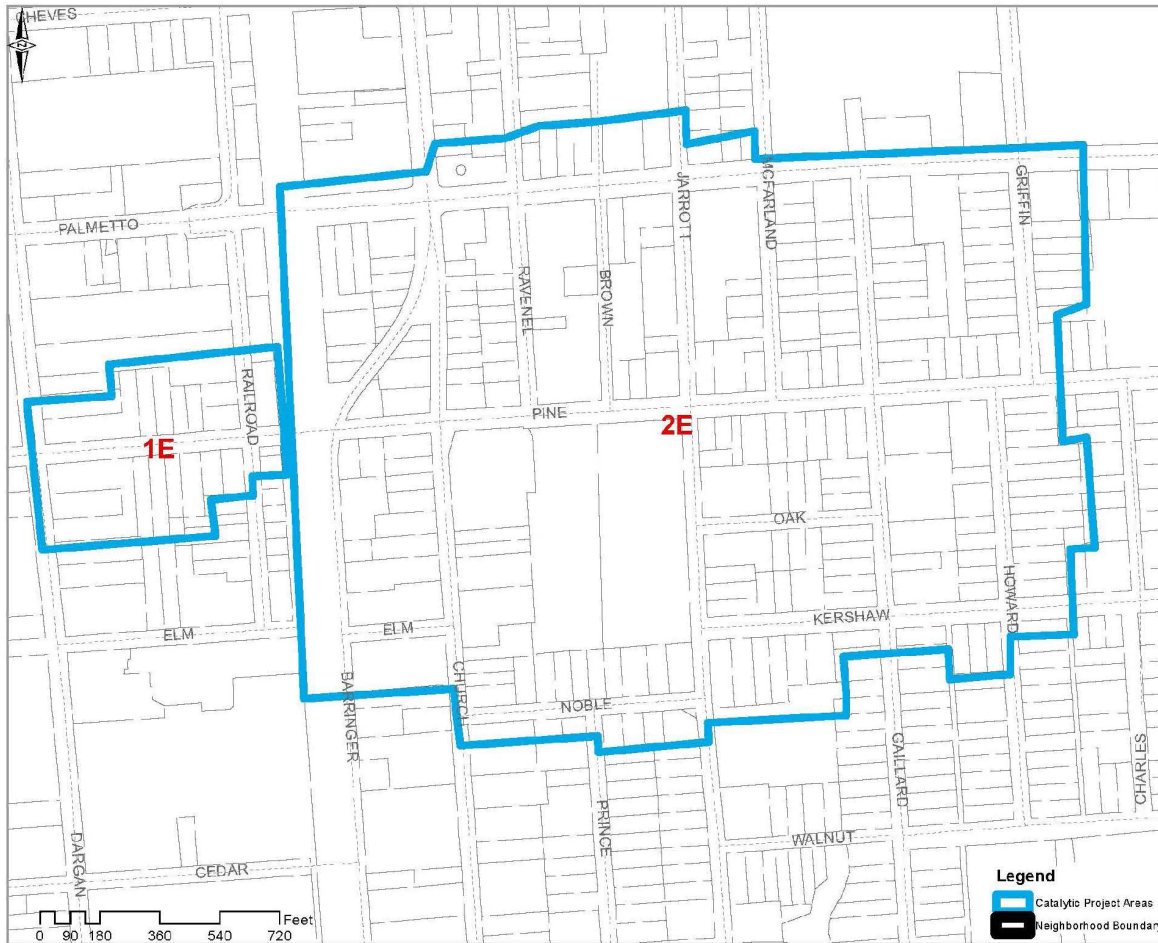 CHEVES
N
PALMETTO
MCFARLAND
JARROTT
GRIFFIN
RAVENEL
BROWN
RAILROAD
PINE
2E
1E
OAK
HOWARD
KERSHAW
ELM
ELM
CHURCH
BARRINGER
NOBLE
GAILLARD
CHARLES
PRINCE
WALNUT
DARGAN
CEDAR
Legend
Catalytic Project Areas
Neighborhood Boundary
Feet
0 90 180 360 540 720